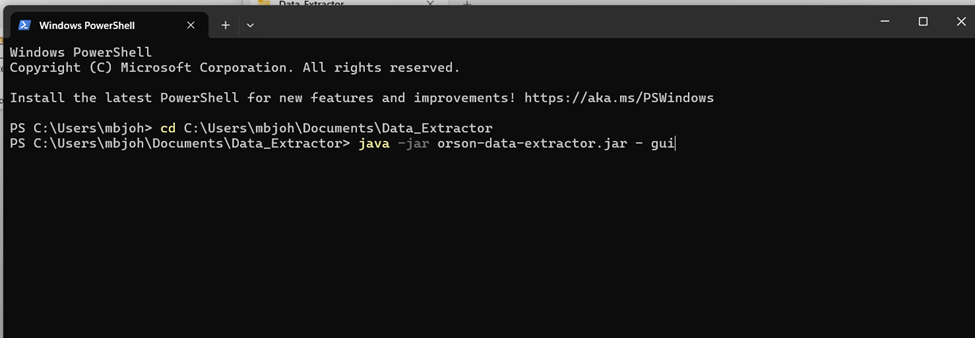 Data_Extractor
Windows PowerShell
Windows PowerShell
Copyright (C) Microsoft Corporation. All rights reserved.
Install the latest PowerShell for new features and improvements! https://aka.ms/PSWindows
PS C:\Users\mbjoh> cd C:\Users\mbjoh\Documents\Data_Extractor
PS C:\Users\mbjoh\Documents\Data_Extractor> java -jar orson-data-extractor.jar - gui